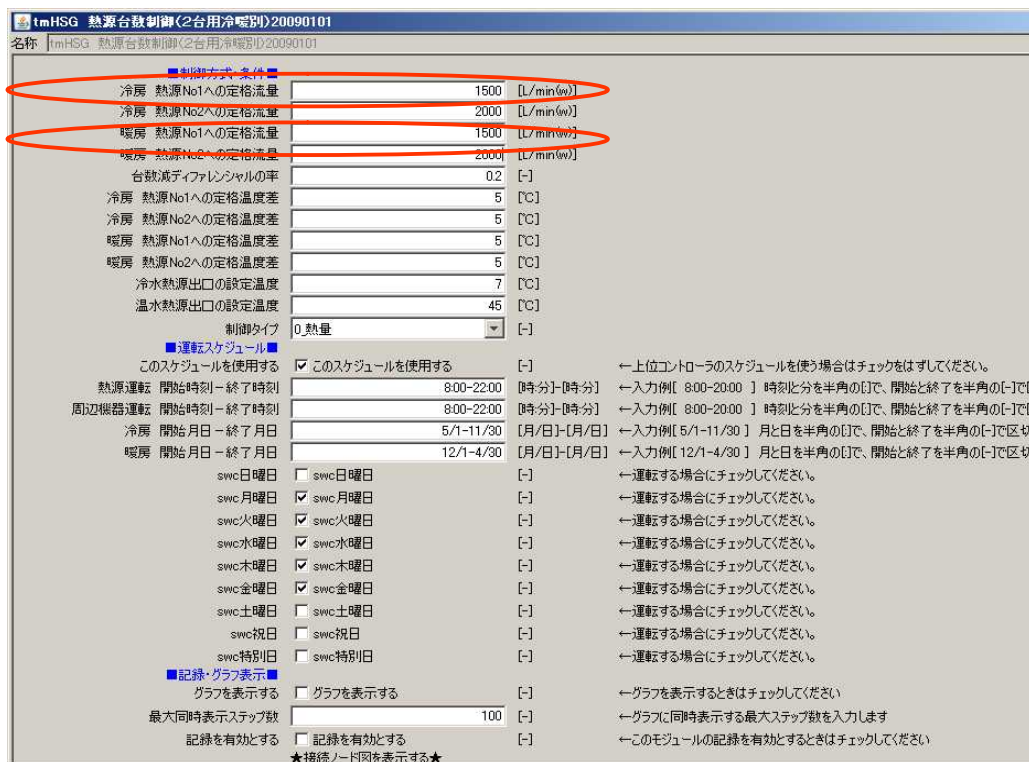 tmHSG 熱源台数制御(2台用冷暖別)20090101
名称 tmHSG 熱源台数制御(2台用冷暖別)20090101
■制御方式・条件■
冷房 熱源No1への定格流量 1500 [L/min(w)]
冷房 熱源No2への定格流量 2000 [L/min(w)]
暖房 熱源No1への定格流量 1500 [L/min(w)]
暖房 熱源No2への定格流量 2000 [L/min(w)]
台数減ディファレンシャルの率 0.2 [-]
冷房 熱源No1への定格温度差 5 [℃]
冷房 熱源No2への定格温度差 5 [℃]
暖房 熱源No1への定格温度差 5 [℃]
暖房 熱源No2への定格温度差 5 [℃]
冷水熱源出口の設定温度 7 [℃]
温水熱源出口の設定温度 45 [℃]
制御タイプ 0_熱量 [-]
■運転スケジュール■
このスケジュールを使用する このスケジュールを使用する [-] ←上位コントローラのスケジュールを使う場合はチェックをはずしてください。
熱源運転 開始時刻-終了時刻 8:00-22:00 [時:分]-[時:分] ←入力例[ 8:00-20:00 ] 時刻と分を半角の[:]で、開始と終了を半角の[-]で
周辺機器運転 開始時刻-終了時刻 8:00-22:00 [時:分]-[時:分] ←入力例[ 8:00-20:00 ] 時刻と分を半角の[:]で、開始と終了を半角の[-]で
冷房 開始月日-終了月日 5/1-11/30 [月/日]-[月/日] ←入力例[ 5/1-11/30 ] 月と日を半角の[/]で、開始と終了を半角の[-]で区切
暖房 開始月日-終了月日 12/1-4/30 [月/日]-[月/日] ←入力例[ 12/1-4/30 ] 月と日を半角の[/]で、開始と終了を半角の[-]で区切
swc日曜日 swc日曜日 [-] ←運転する場合にチェックしてください。
swc月曜日 swc月曜日 [-] ←運転する場合にチェックしてください。
swc火曜日 swc火曜日 [-] ←運転する場合にチェックしてください。
swc水曜日 swc水曜日 [-] ←運転する場合にチェックしてください。
swc木曜日 swc木曜日 [-] ←運転する場合にチェックしてください。
swc金曜日 swc金曜日 [-] ←運転する場合にチェックしてください。
swc土曜日 swc土曜日 [-] ←運転する場合にチェックしてください。
swc祝日 swc祝日 [-] ←運転する場合にチェックしてください。
swc特別日 swc特別日 [-] ←運転する場合にチェックしてください。
■記録・グラフ表示■
グラフを表示する グラフを表示する [-] ←グラフを表示するときはチェックしてください
最大同時表示ステップ数 100 [-] ←グラフに同時表示する最大ステップ数を入力します
記録を有効とする 記録を有効とする [-] ←このモジュールの記録を有効とするときはチェックしてください
★接続ノード図を表示する★